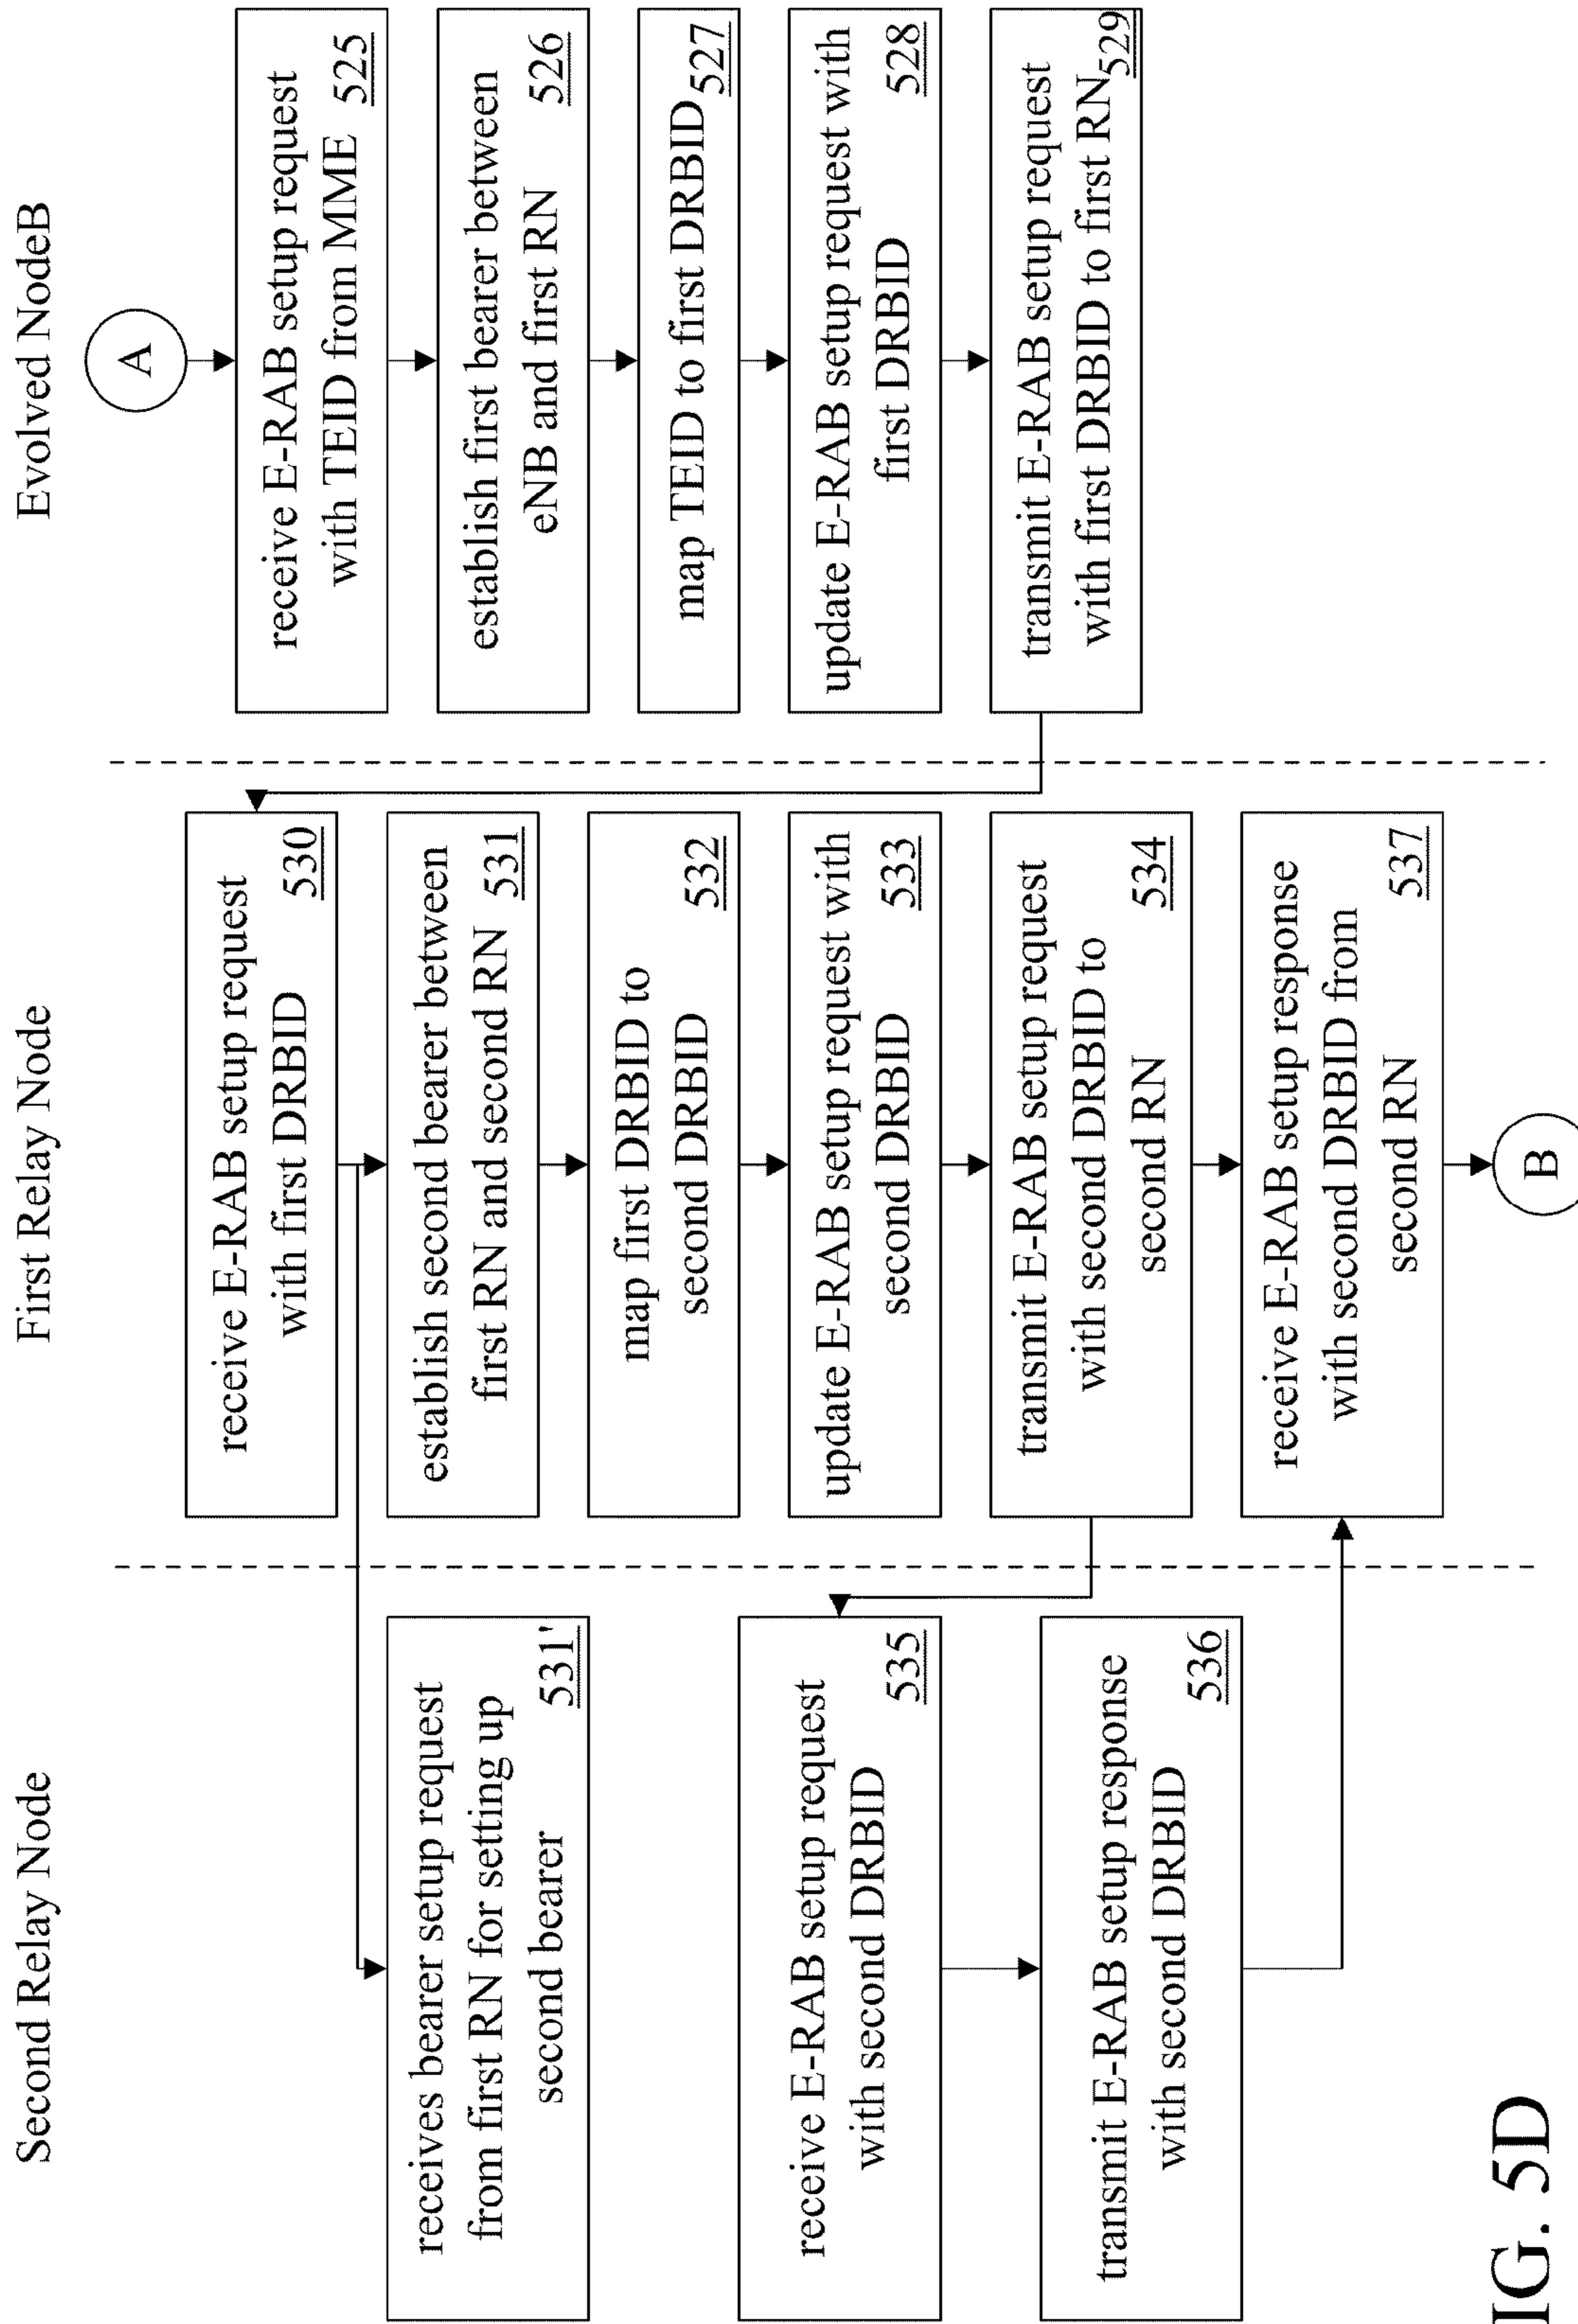 Second Relay Node
First Relay Node
Evolved NodeB
A
receive E-RAB setup request
with TEID from MME
525
establish first bearer between
eNB and first RN
526
map TEID to first DRBID
527
update E-RAB setup request with
first DRBID
528
transmit E-RAB setup request
with first DRBID to first RN
529
receive E-RAB setup request
with first DRBID
530
establish second bearer between
first RN and second RN
531
receives bearer setup request
from first RN for setting up
second bearer
531'
map first DRBID to
second DRBID
532
update E-RAB setup request with
second DRBID
533
transmit E-RAB setup request
with second DRBID to
second RN
534
receive E-RAB setup request
with second DRBID
535
transmit E-RAB setup response
with second DRBID
536
receive E-RAB setup response
with second DRBID from
second RN
537
B
IG. 5D